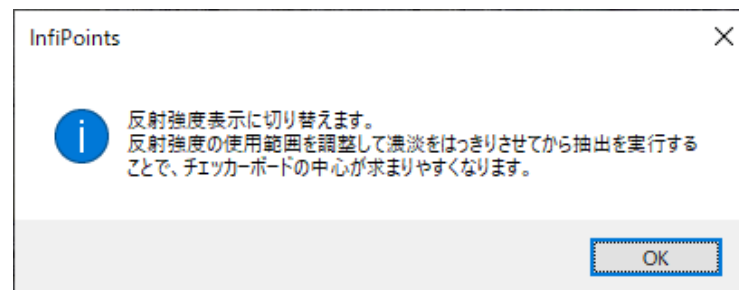 InfiPoints
反射強度表示に切り替えます。
反射強度の使用範囲を調整して濃淡をはっきりさせてから抽出を実行する
ことで、チェッカーボードの中心が求まりやすくなります。
OK